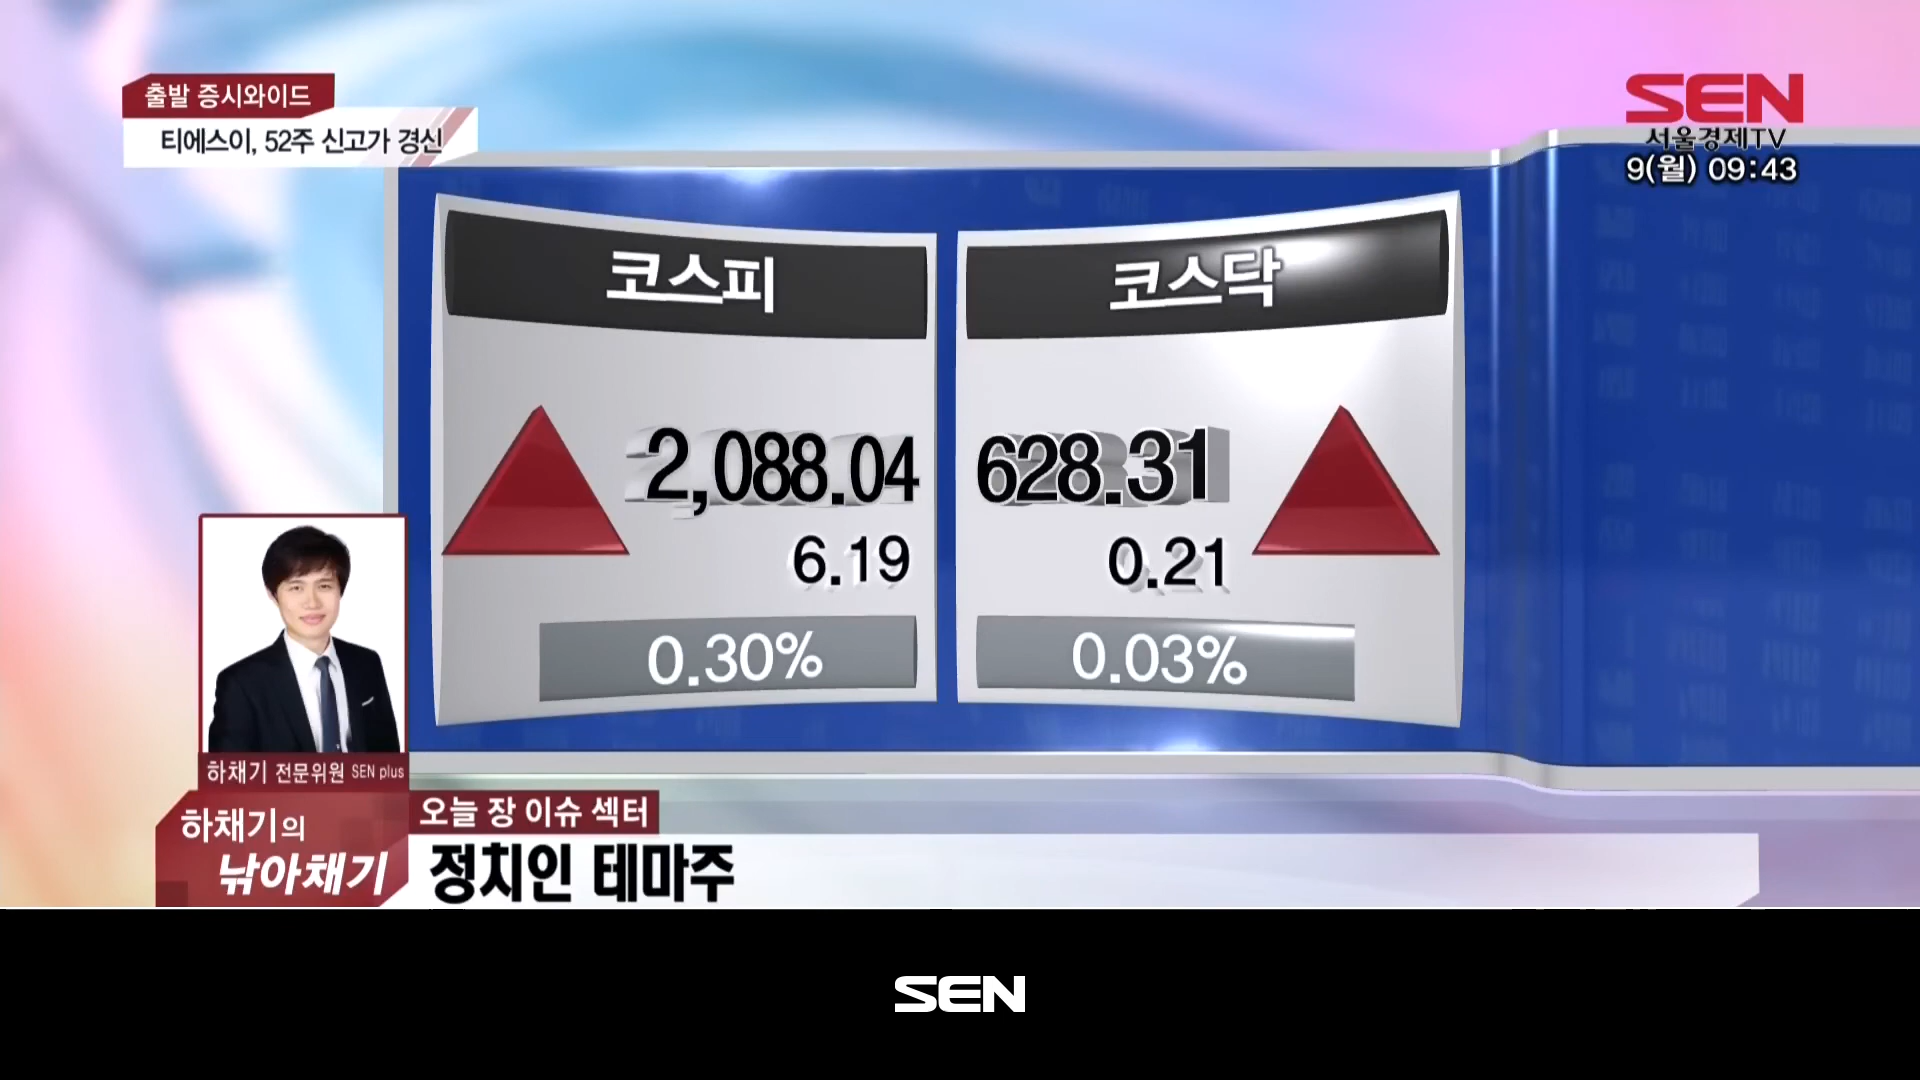 출발 증시와이드
티에스이, 52주 신고가 경신
SEN
서울경제TV
9(월) 09:43
코스피
2,088.04
6.19
0.30%
코스닥
628.31
0.21
0.03%
하채기 전문위원 SEN plus
하채기의
낚아채기
오늘 장 이슈 섹터
정치인 테마주
SEN